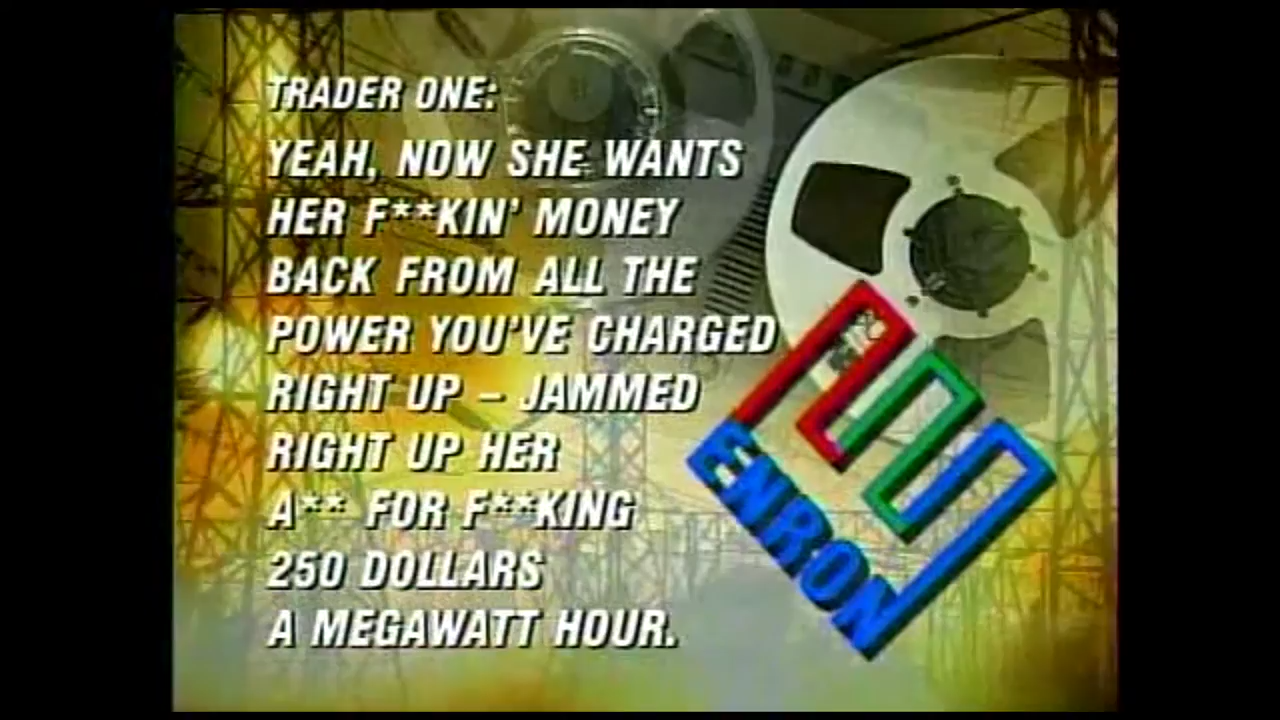 TRADER ONE:
YEAH, NOW SHE WANTS
HER F**KIN' MONEY
BACK FROM ALL THE
POWER YOU'VE CHARGED
RIGHT UP – JAMMED
RIGHT UP HER
A** FOR F**KING
250 DOLLARS
A MEGAWATT HOUR.
ENRON